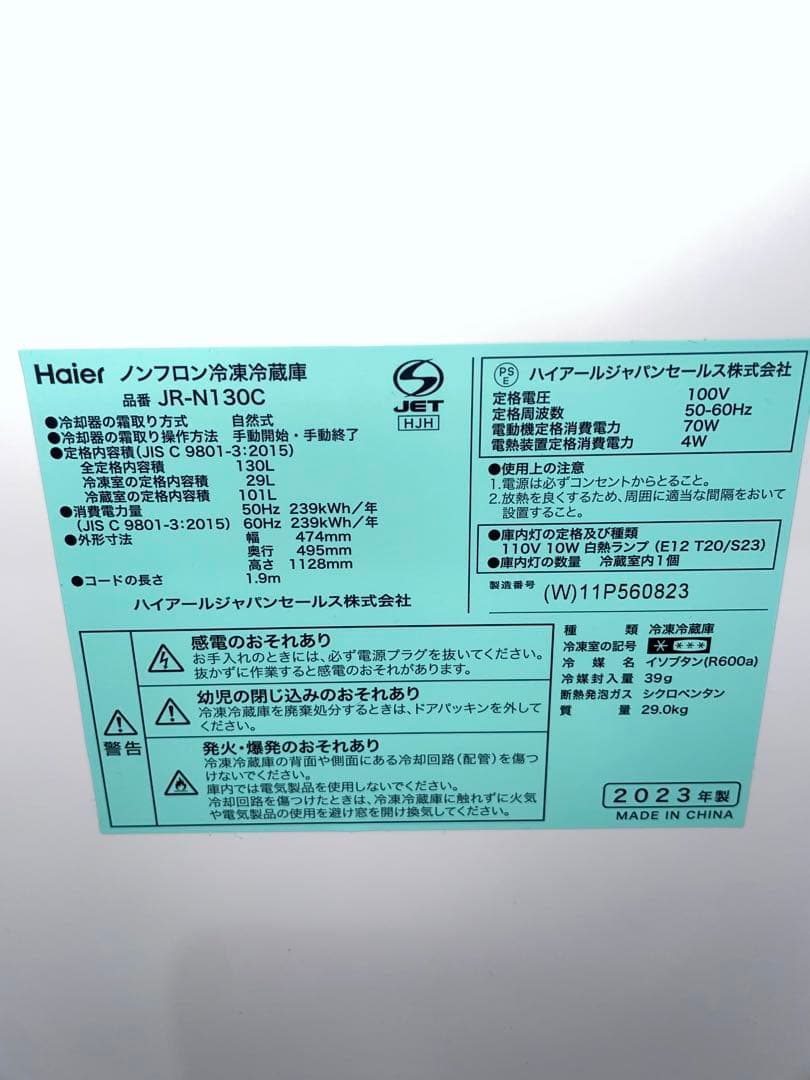 Haier ノンフロン冷凍冷蔵庫
品番 JR-N130C
●冷却器の霜取り方式 自然式
●冷却器の霜取り操作方法 手動開始・手動終了
●定格内容積(JIS C 9801-3:2015)
全定格内容積 130L
冷凍室の定格内容積 29L
冷蔵室の定格内容積 101L
●消費電力量 50Hz 239kWh/年
(JIS C 9801-3:2015) 60Hz 239kWh/年
●外形寸法 幅 474mm
奥行 495mm
高さ 1128mm
●コードの長さ 1.9m
ハイアールジャパンセールス株式会社
JET
HJH
PS
E
ハイアールジャパンセールス株式会社
定格電圧 100V
定格周波数 50-60Hz
電動機定格消費電力 70W
電熱装置定格消費電力 4W
●使用上の注意
1.電源は必ずコンセントからとること。
2.放熱を良くするため、周囲に適当な間隔をおいて
設置すること。
●庫内灯の定格及び種類
110V 10W 白熱ランプ (E12 T20/S23)
●庫内灯の数量 冷蔵室内1個
製造番号 (W)11P560823
警告
感電のおそれあり
お手入れのときには、必ず電源プラグを抜いてください。
抜かずに作業すると感電のおそれがあります。
幼児の閉じ込めのおそれあり
冷凍冷蔵庫を廃棄処分するときは、ドアパッキンを外して
ください。
発火・爆発のおそれあり
冷凍冷蔵庫の背面や側面にある冷却回路(配管)を傷つ
けないでください。
庫内では電気製品を使用しないでください。
冷却回路を傷つけたときは、冷凍冷蔵庫に触れずに火気
や電気製品の使用を避け窓を開け換気してください。
種類 冷凍冷蔵庫
冷凍室の記号 * ***
冷媒名 イソブタン(R600a)
冷媒封入量 39g
断熱発泡ガス シクロペンタン
質量 29.0kg
2023年製
MADE IN CHINA